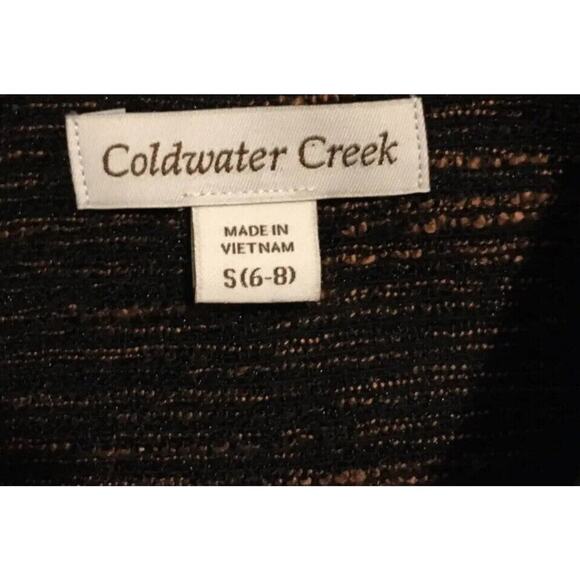 Coldwater Creek
MADE IN
VIETNAM
S(6-8)